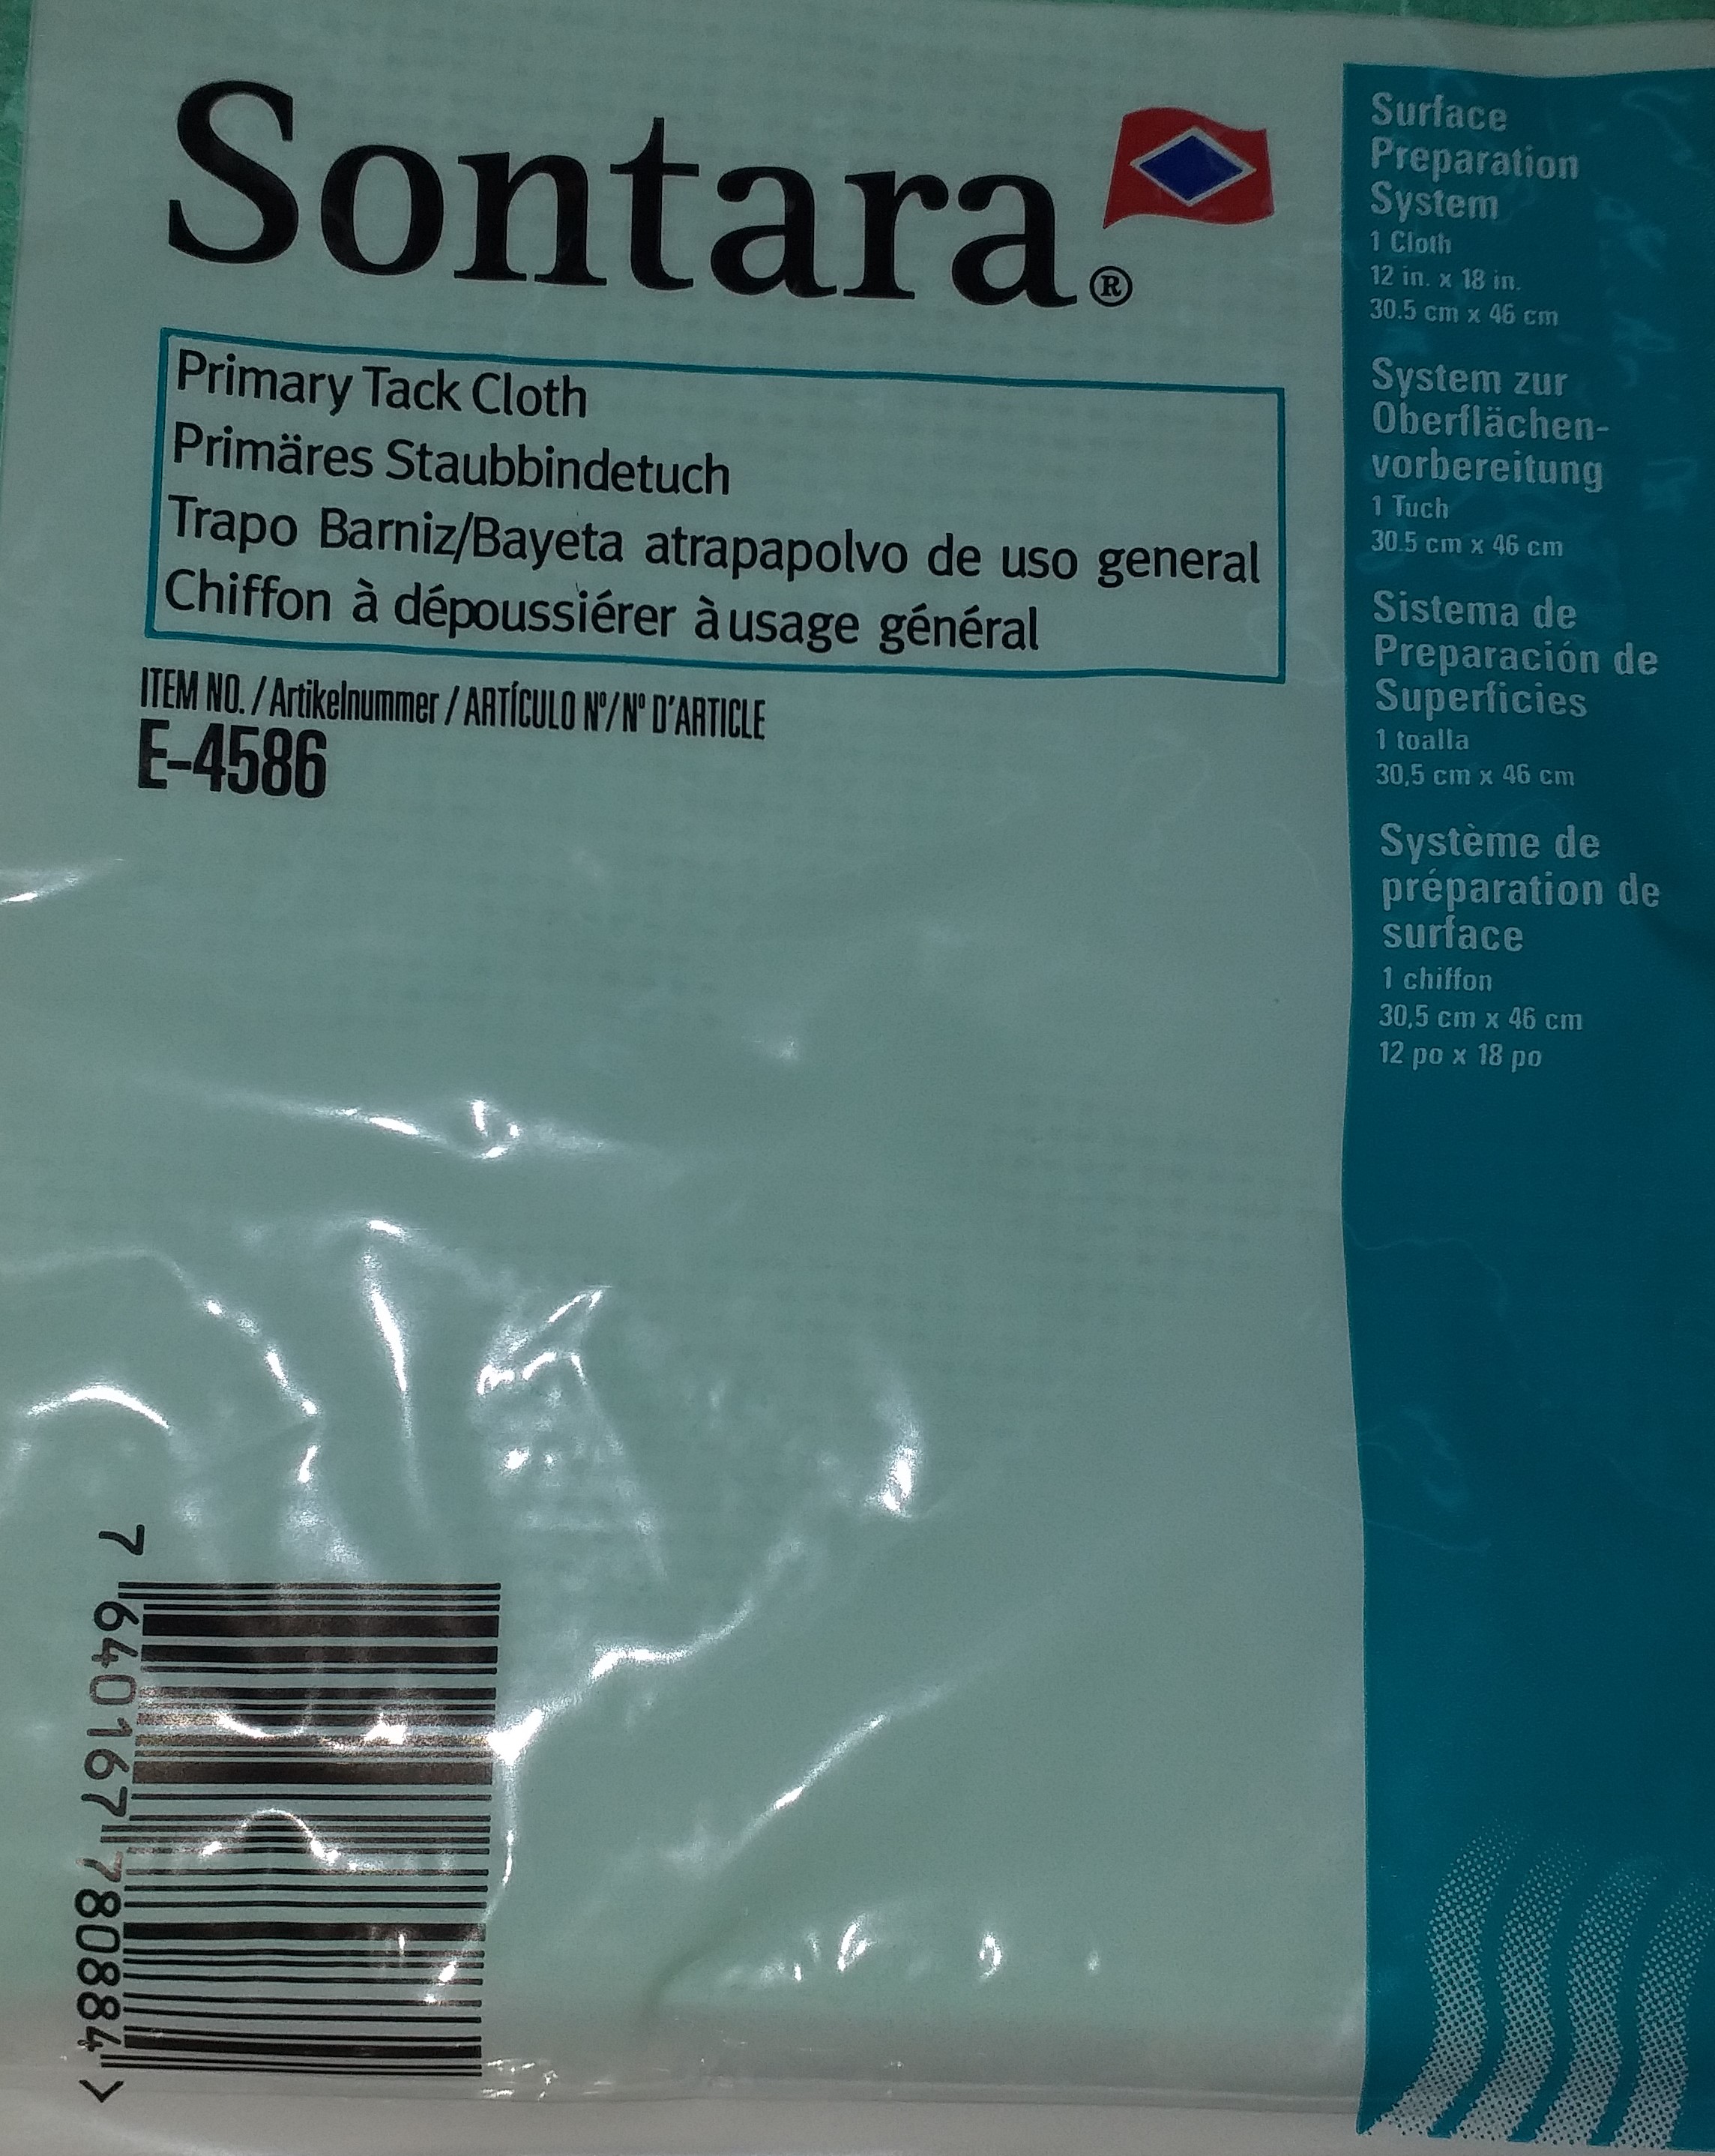 Sontara®
Primary Tack Cloth
Primäres Staubbindetuch
Trapo Barniz/Bayeta atrapapolvo de uso general
Chiffon à dépoussiérer à usage général
ITEM NO. / Artikelnummer / ARTÍCULO Nº/Nº D'ARTICLE
E-4586
Surface
Preparation
System
1 Cloth
12 in. x 18 in.
30.5 cm x 46 cm
System zur
Oberflächen-
vorbereitung
1 Tuch
30.5 cm x 46 cm
Sistema de
Preparación de
Superficies
1 toalla
30,5 cm x 46 cm
Système de
préparation de
surface
1 chiffon
30,5 cm x 46 cm
12 po x 18 po
7 640167 780884 >